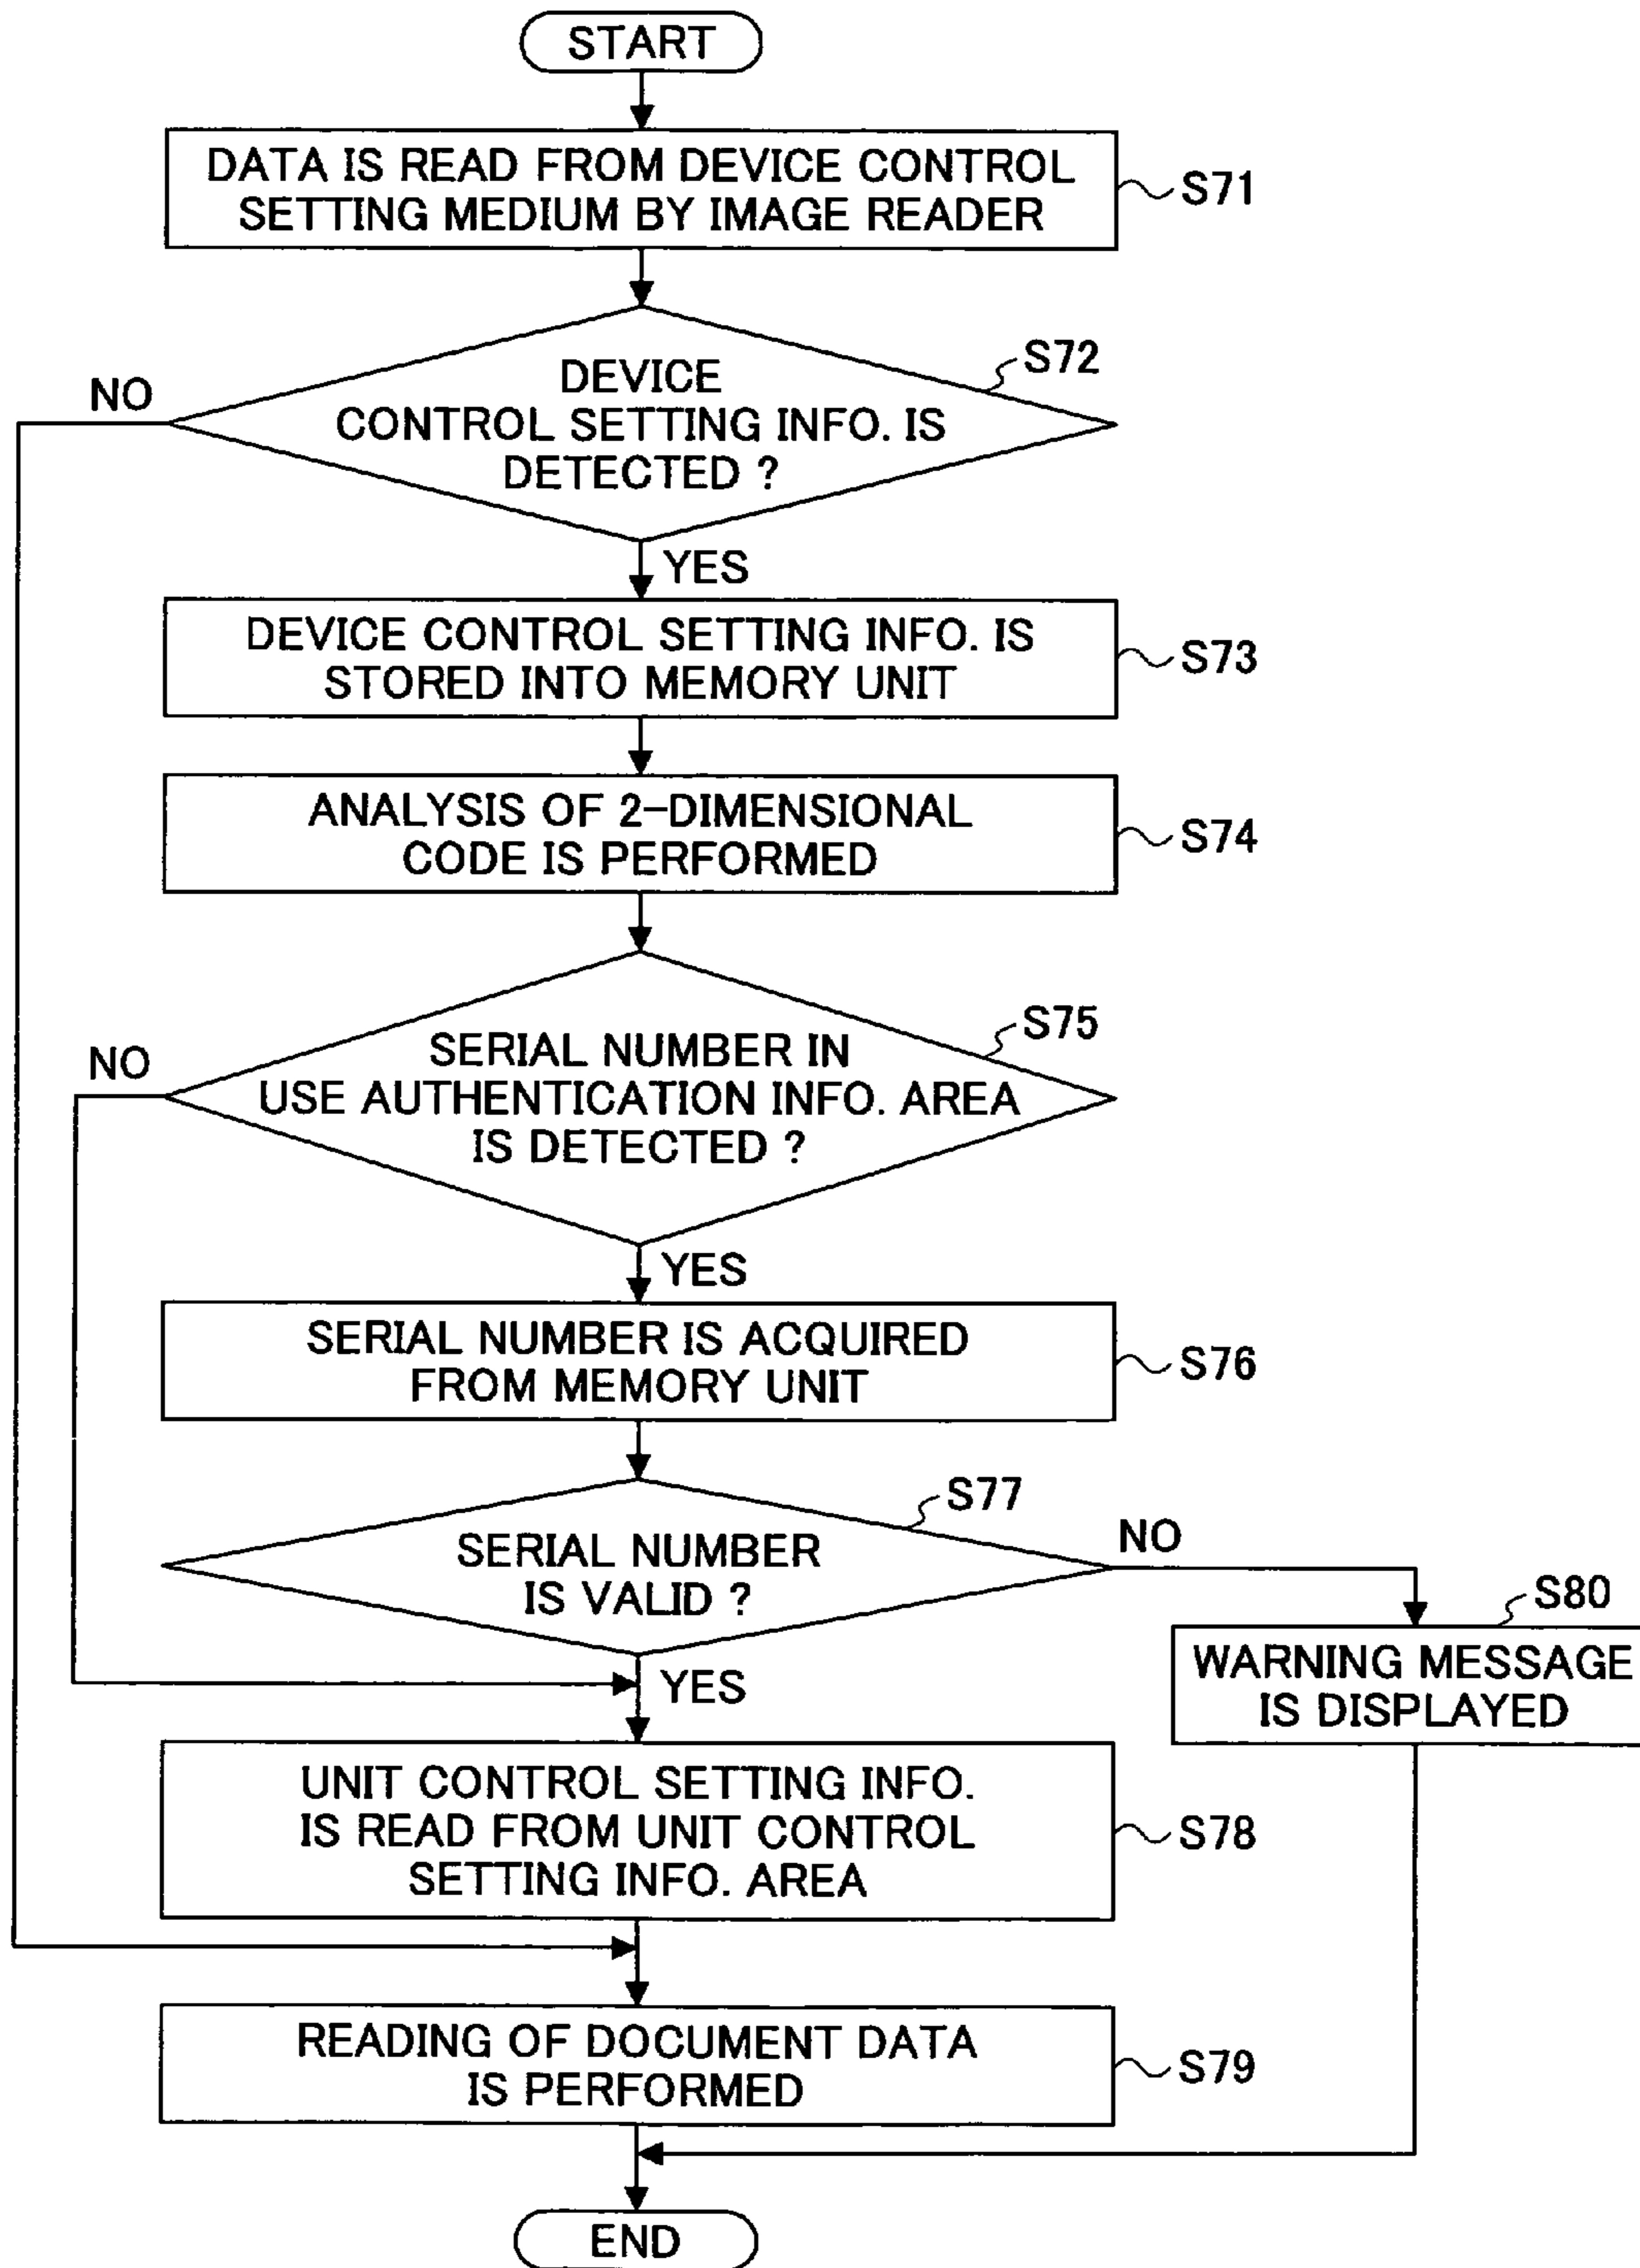 START
DATA IS READ FROM DEVICE CONTROL
SETTING MEDIUM BY IMAGE READER
S71
S72
DEVICE
CONTROL SETTING INFO. IS
DETECTED ?
NO
YES
DEVICE CONTROL SETTING INFO. IS
STORED INTO MEMORY UNIT
S73
ANALYSIS OF 2-DIMENSIONAL
CODE IS PERFORMED
S74
S75
SERIAL NUMBER IN
USE AUTHENTICATION INFO. AREA
IS DETECTED ?
NO
YES
SERIAL NUMBER IS ACQUIRED
FROM MEMORY UNIT
S76
S77
SERIAL NUMBER
IS VALID ?
NO
YES
S80
WARNING MESSAGE
IS DISPLAYED
UNIT CONTROL SETTING INFO.
IS READ FROM UNIT CONTROL
SETTING INFO. AREA
S78
READING OF DOCUMENT DATA
IS PERFORMED
S79
END